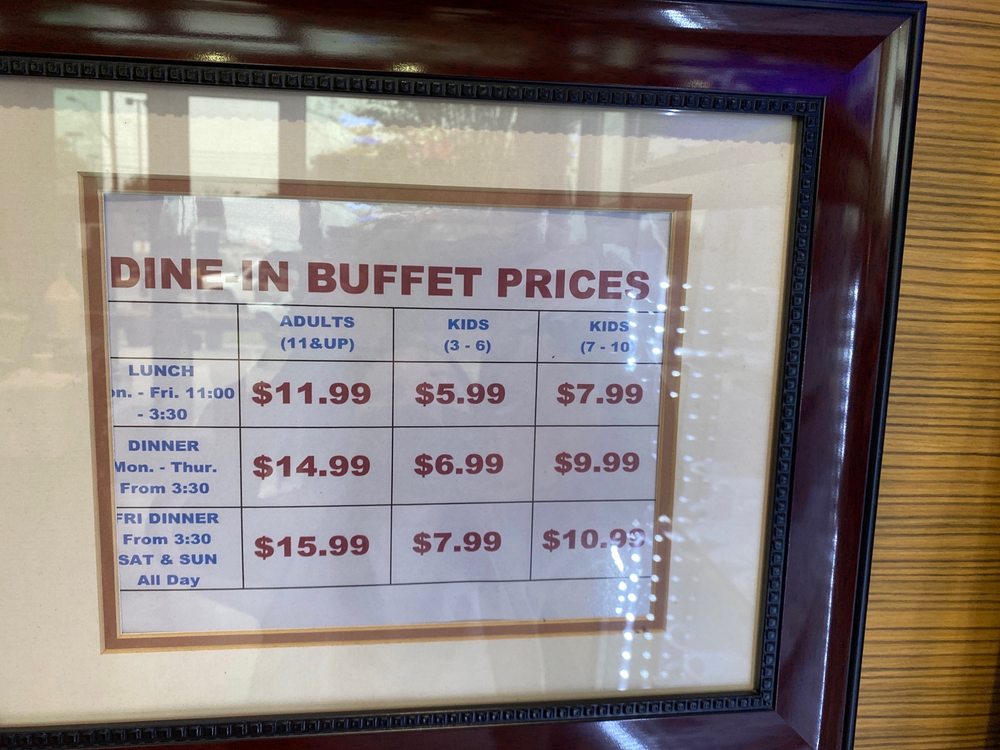 DINE-IN BUFFET PRICES
ADULTS KIDS KIDS
(11&UP) (3 - 6) (7 - 10
LUNCH
on. - Fri. 11:00 $11.99 $5.99 $7.99
- 3:30
DINNER
Mon. - Thur. $14.99 $6.99 $9.99
From 3:30
FRI DINNER
From 3:30 $15.99 $7.99 $10.99
SAT & SUN
All Day